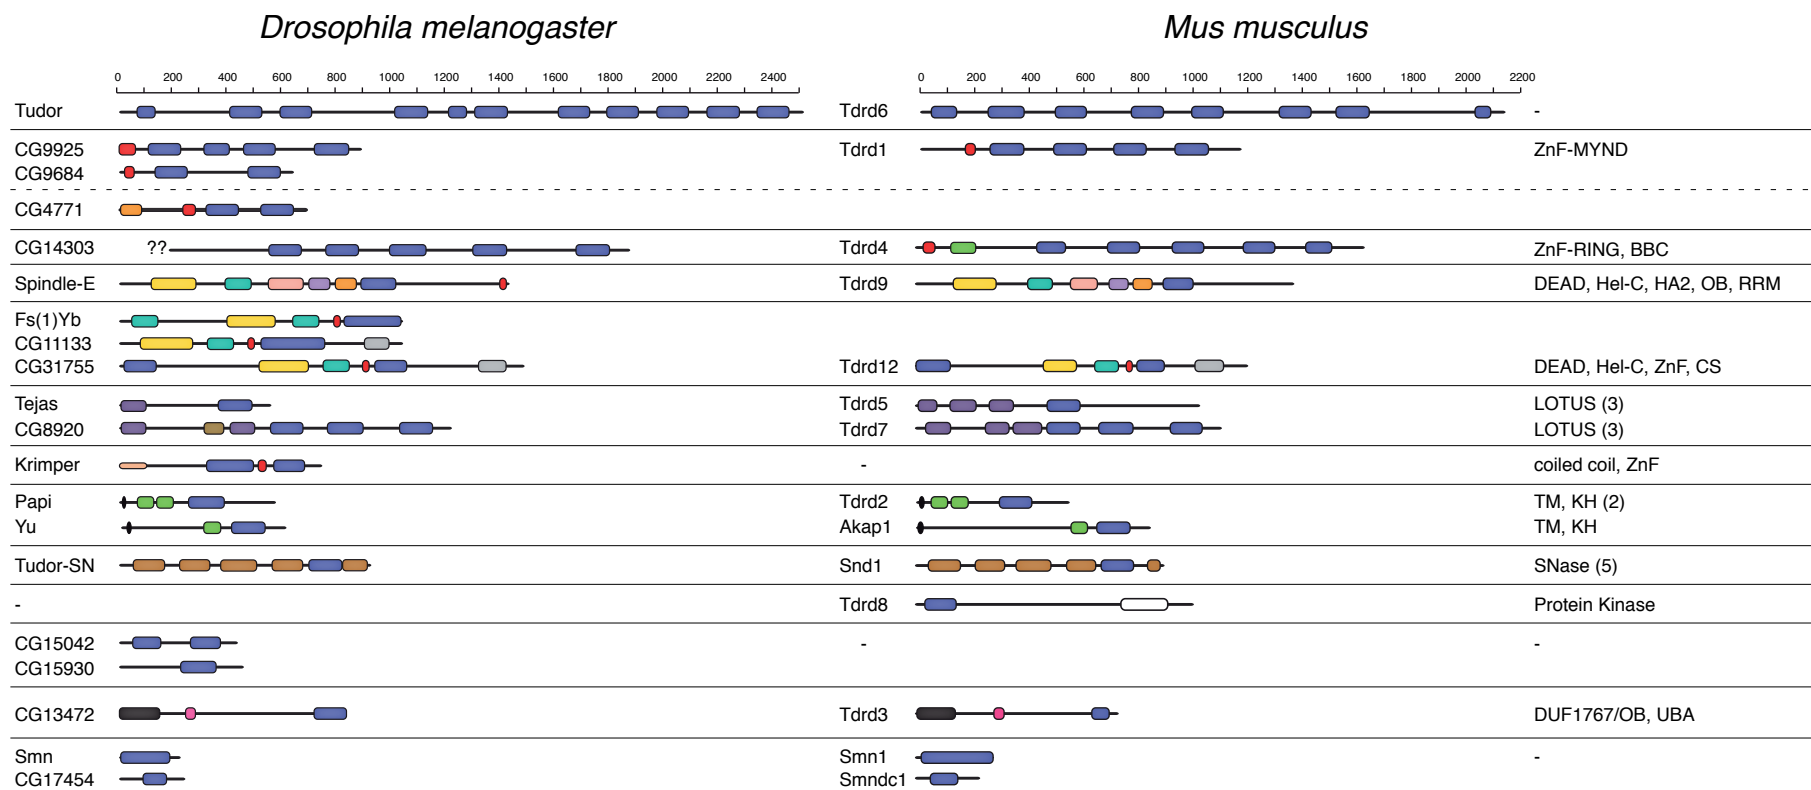 Drosophila melanogaster Mus musculus
0 200 400 600 800 1000 1200 1400 1600 1800 2000 2200 2400 0 200 400 600 800 1000 1200 1400 1600 1800 2000 2200
Tudor Tdrd6 -
CG9925 Tdrd1 ZnF-MYND
CG9684
CG4771
CG14303 ?? Tdrd4 ZnF-RING, BBC
Spindle-E Tdrd9 DEAD, Hel-C, HA2, OB, RRM
Fs(1)Yb
CG11133
CG31755 Tdrd12 DEAD, Hel-C, ZnF, CS
Tejas Tdrd5 LOTUS (3)
CG8920 Tdrd7 LOTUS (3)
Krimper - coiled coil, ZnF
Papi Tdrd2 TM, KH (2)
Yu Akap1 TM, KH
Tudor-SN Snd1 SNase (5)
- Tdrd8 Protein Kinase
CG15042 - -
CG15930
CG13472 Tdrd3 DUF1767/OB, UBA
Smn Smn1 -
CG17454 Smndc1